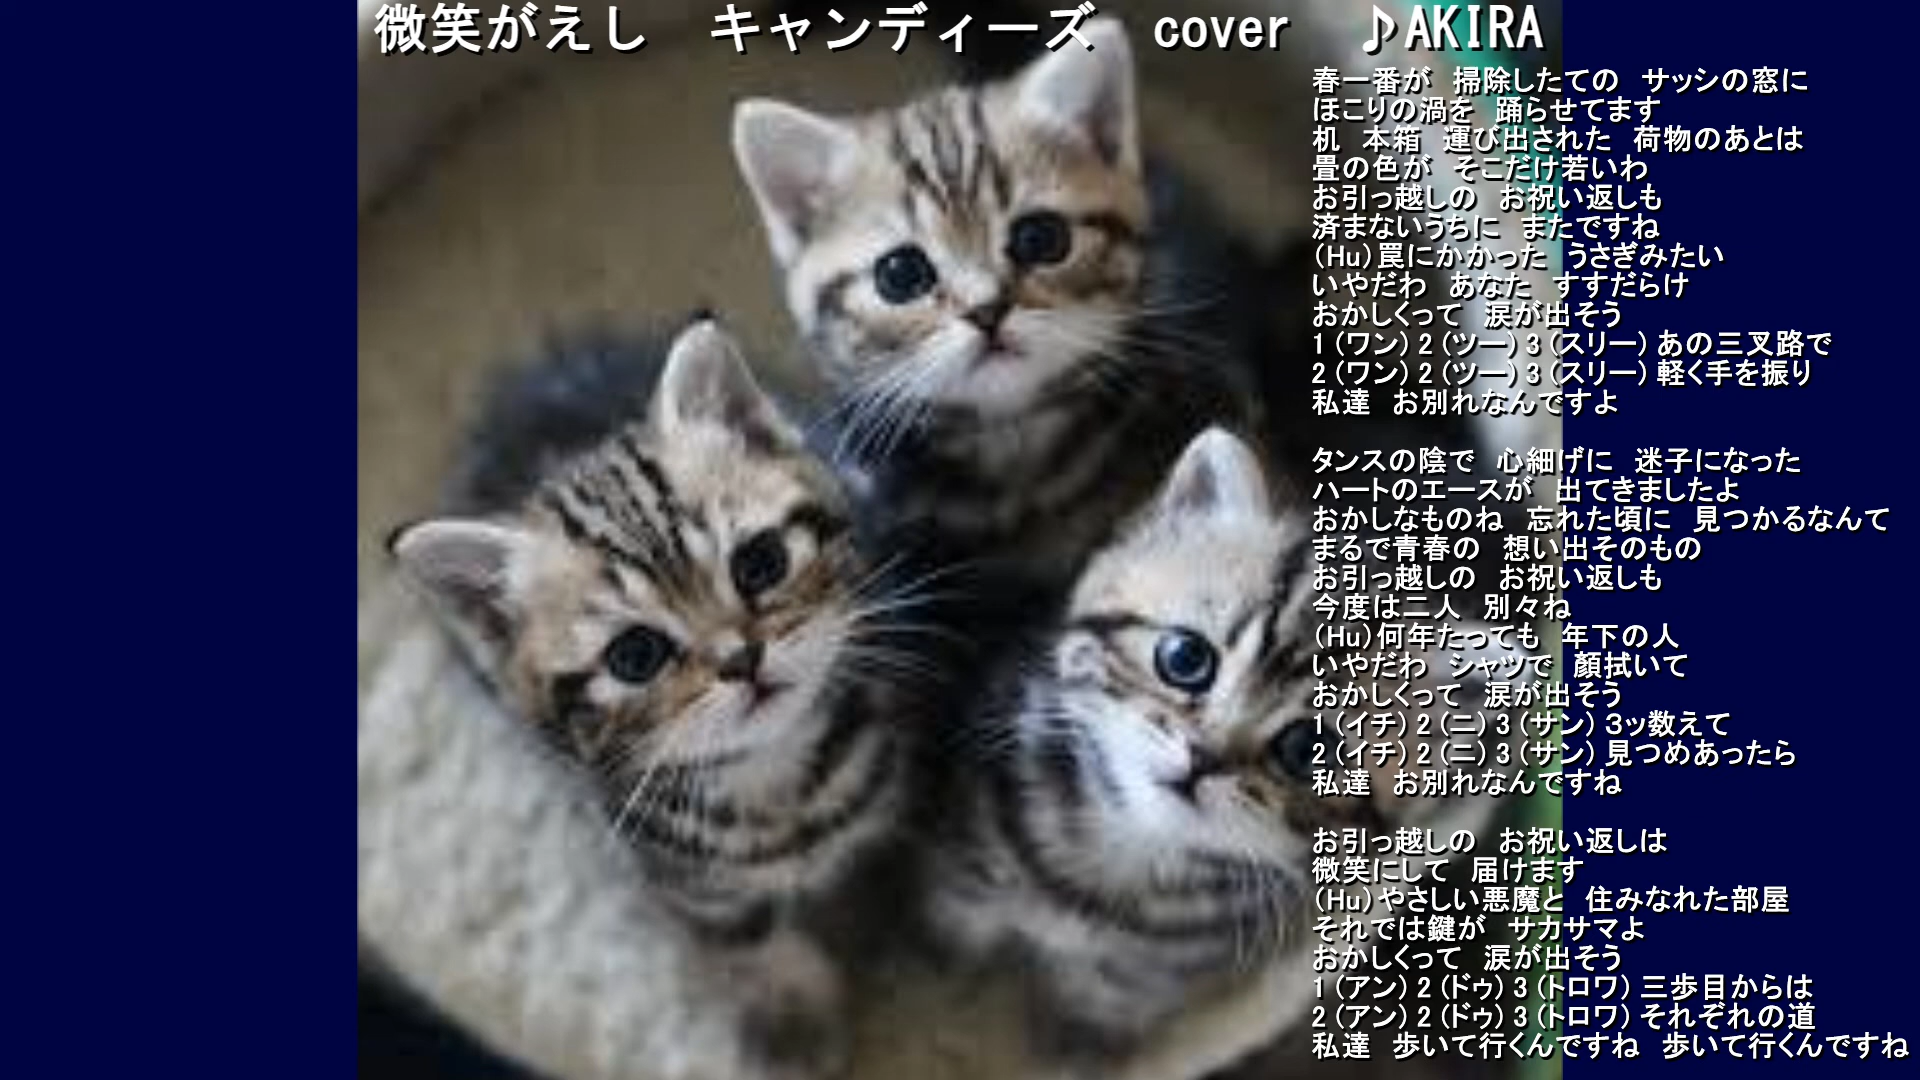 微笑がえし　キャンディーズ　cover　♪AKIRA
春一番が　掃除したての　サッシの窓に
ほこりの渦を　踊らせてます
机　本箱　運び出された　荷物のあとは
畳の色が　そこだけ若いわ
お引っ越しの　お祝い返しも
済まないうちに　またですね
(Hu)罠にかかった　うさぎみたい
いやだわ　あなた　すすだらけ
おかしくって　涙が出そう
1(ワン)2(ツー)3(スリー)あの三叉路で
2(ワン)2(ツー)3(スリー)軽く手を振り
私達　お別れなんですよ
タンスの陰で　心細げに　迷子になった
ハートのエースが　出てきましたよ
おかしなものね　忘れた頃に　見つかるなんて
まるで青春の　想い出そのもの
お引っ越しの　お祝い返しも
今度は二人　別々ね
(Hu)何年たっても　年下の人
いやだわ　シャツで　顔拭いて
おかしくって　涙が出そう
1(イチ)2(ニ)3(サン)３ッ数えて
2(イチ)2(ニ)3(サン)見つめあったら
私達　お別れなんですね
お引っ越しの　お祝い返しは
微笑にして　届けます
(Hu)やさしい悪魔と　住みなれた部屋
それでは鍵が　サカサマよ
おかしくって　涙が出そう
1(アン)2(ドゥ)3(トロワ)三歩目からは
2(アン)2(ドゥ)3(トロワ)それぞれの道
私達　歩いて行くんですね　歩いて行くんですね